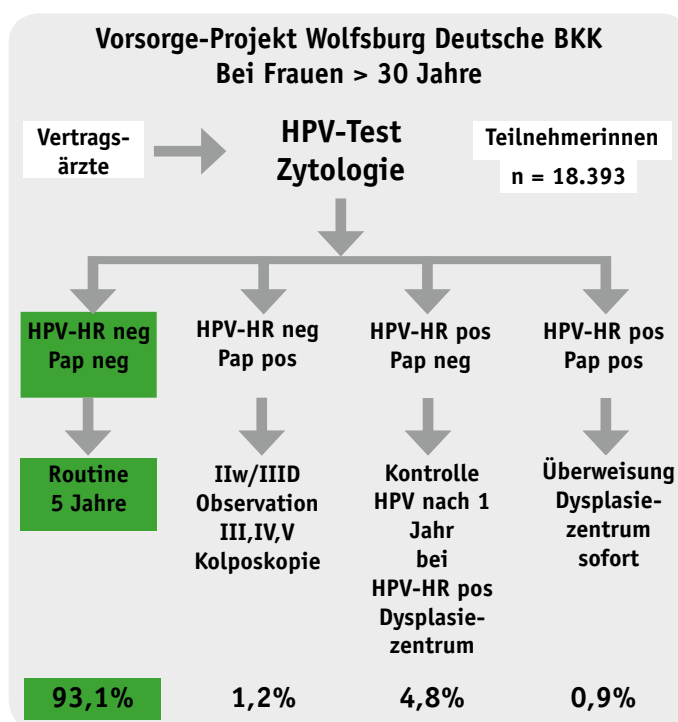 Vorsorge-Projekt Wolfsburg Deutsche BKK
Bei Frauen > 30 Jahre
Vertrags-
ärzte
HPV-Test
Zytologie
Teilnehmerinnen
n = 18.393
HPV-HR neg
Pap neg
HPV-HR neg
Pap pos
HPV-HR pos
Pap neg
HPV-HR pos
Pap pos
Routine
5 Jahre
IIw/IIID
Observation
III,IV,V
Kolposkopie
Kontrolle
HPV nach 1
Jahr
bei
HPV-HR pos
Dysplasie-
zentrum
Überweisung
Dysplasie-
zentrum
sofort
93,1%
1,2%
4,8%
0,9%